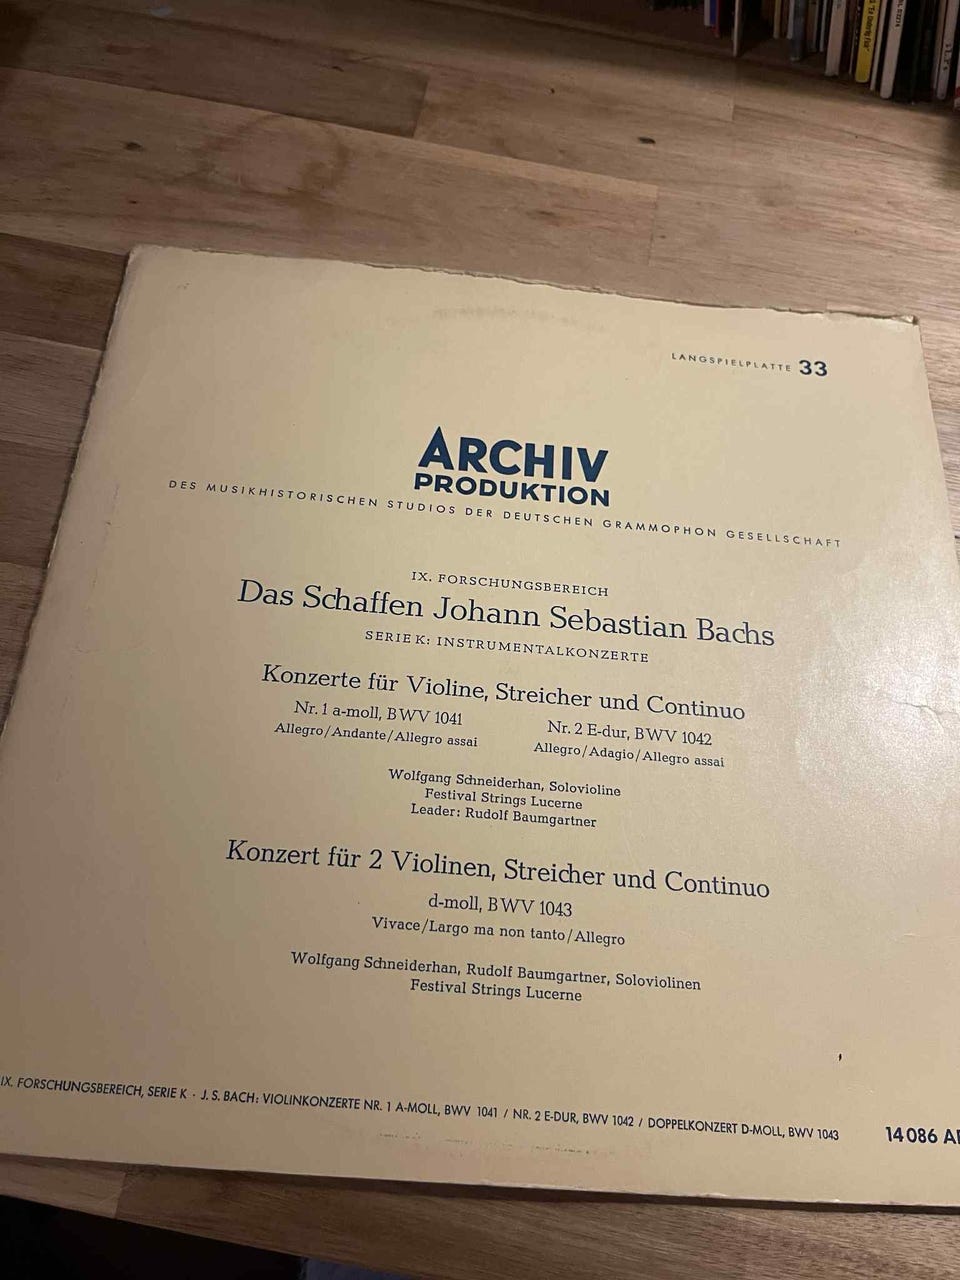 LANGSPIELPLATTE 33
ARCHIV
PRODUKTION
DES MUSIKHISTORISCHEN STUDIOS DER DEUTSCHEN GRAMMOPHON GESELLSCHAFT
IX. FORSCHUNGSBEREICH
Das Schaffen Johann Sebastian Bachs
SERIE K: INSTRUMENTALKONZERTE
Konzerte für Violine, Streicher und Continuo
Nr. 1 a-moll, BWV 1041 Nr. 2 E-dur, BWV 1042
Allegro/Andante/Allegro assai Allegro/Adagio/Allegro assai
Wolfgang Schneiderhan, Solovioline
Festival Strings Lucerne
Leader: Rudolf Baumgartner
Konzert für 2 Violinen, Streicher und Continuo
d-moll, BWV 1043
Vivace/Largo ma non tanto/Allegro
Wolfgang Schneiderhan, Rudolf Baumgartner, Soloviolinen
Festival Strings Lucerne
IX. FORSCHUNGSBEREICH, SERIE K · J. S. BACH: VIOLINKONZERTE NR. 1 A-MOLL, BWV 1041 / NR. 2 E-DUR, BWV 1042 / DOPPELKONZERT D-MOLL, BWV 1043
14 086